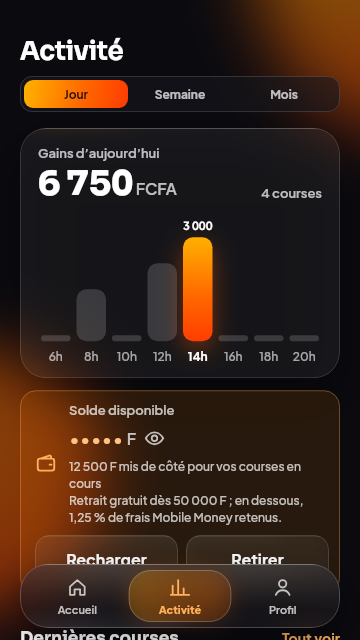 Activité
Jour Semaine Mois
Gains d’aujourd’hui
6 750 FCFA
4 courses
3 000
6h 8h 10h 12h 14h 16h 18h 20h
Solde disponible
••••• F
12 500 F mis de côté pour vos courses en
cours
Retrait gratuit dès 50 000 F ; en dessous,
1,25 % de frais Mobile Money retenus.
Recharger Retirer
Accueil Activité Profil
Dernières courses Tout voir